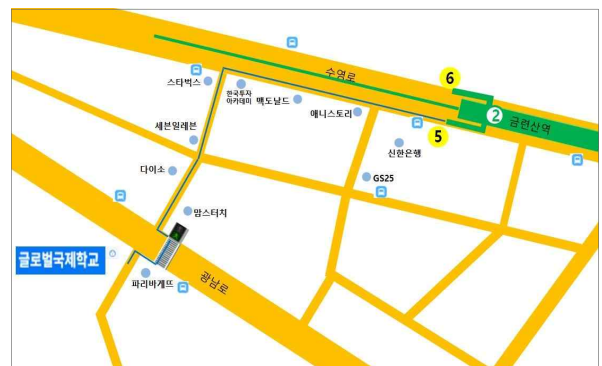 수영로
6
스타벅스
한국투자
아카데미
맥도날드
애니스토리
5
2
금련산역
세븐일레븐
신한은행
다이소
GS25
맘스터치
글로벌국제학교
파리바게뜨
광남로